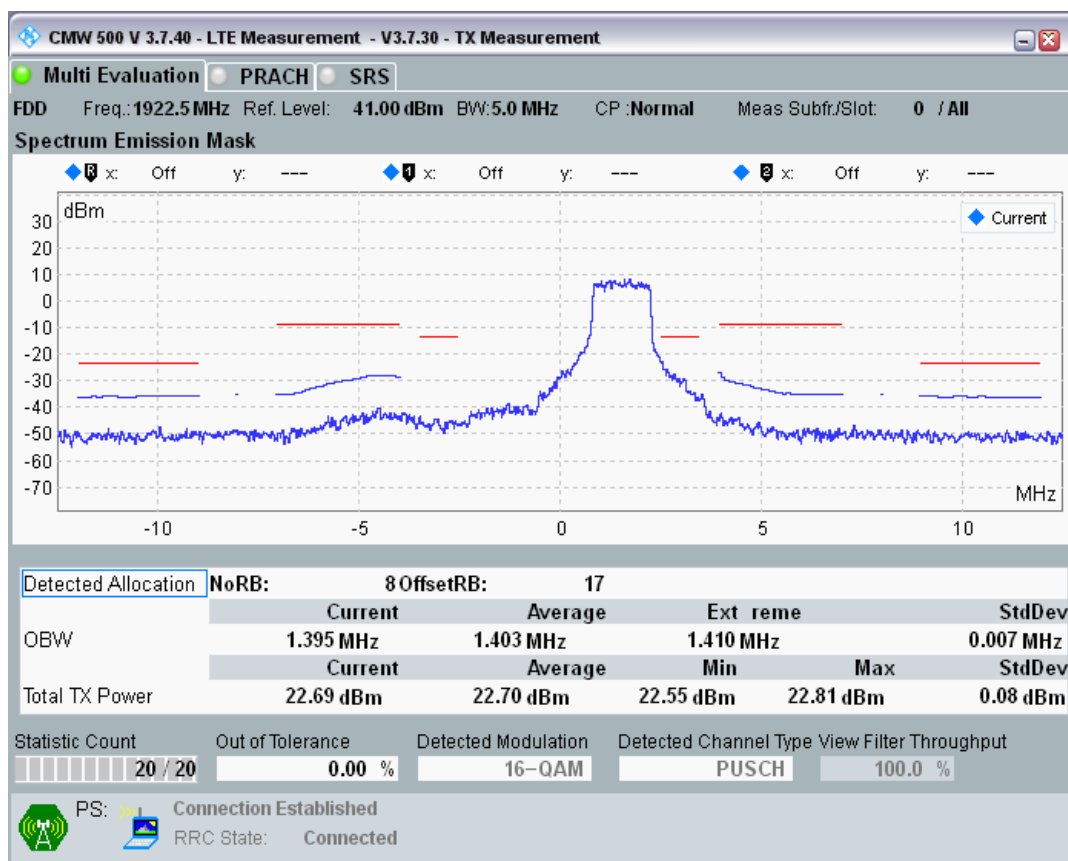 CMW 500 V 3.7.40 - LTE Measurement - V3.7.30 - TX Measurement
Multi Evaluation PRACH SRS
FDD Freq.: 1922.5 MHz Ref. Level: 41.00 dBm BW: 5.0 MHz CP : Normal Meas Subfr./Slot: 0 / All
Spectrum Emission Mask
R x: Off y: --- 1 x: Off y: --- 2 x: Off y: ---
dBm
Current
30
20
10
0
-10
-20
-30
-40
-50
-60
-70
MHz
-10 -5 0 5 10
Detected Allocation NoRB: 8 OffsetRB: 17
Current Average Ext reme StdDev
OBW 1.395 MHz 1.403 MHz 1.410 MHz 0.007 MHz
Current Average Min Max StdDev
Total TX Power 22.69 dBm 22.70 dBm 22.55 dBm 22.81 dBm 0.08 dBm
Statistic Count Out of Tolerance Detected Modulation Detected Channel Type View Filter Throughput
20 / 20 0.00 % 16-QAM PUSCH 100.0 %
PS: Connection Established
RRC State: Connected